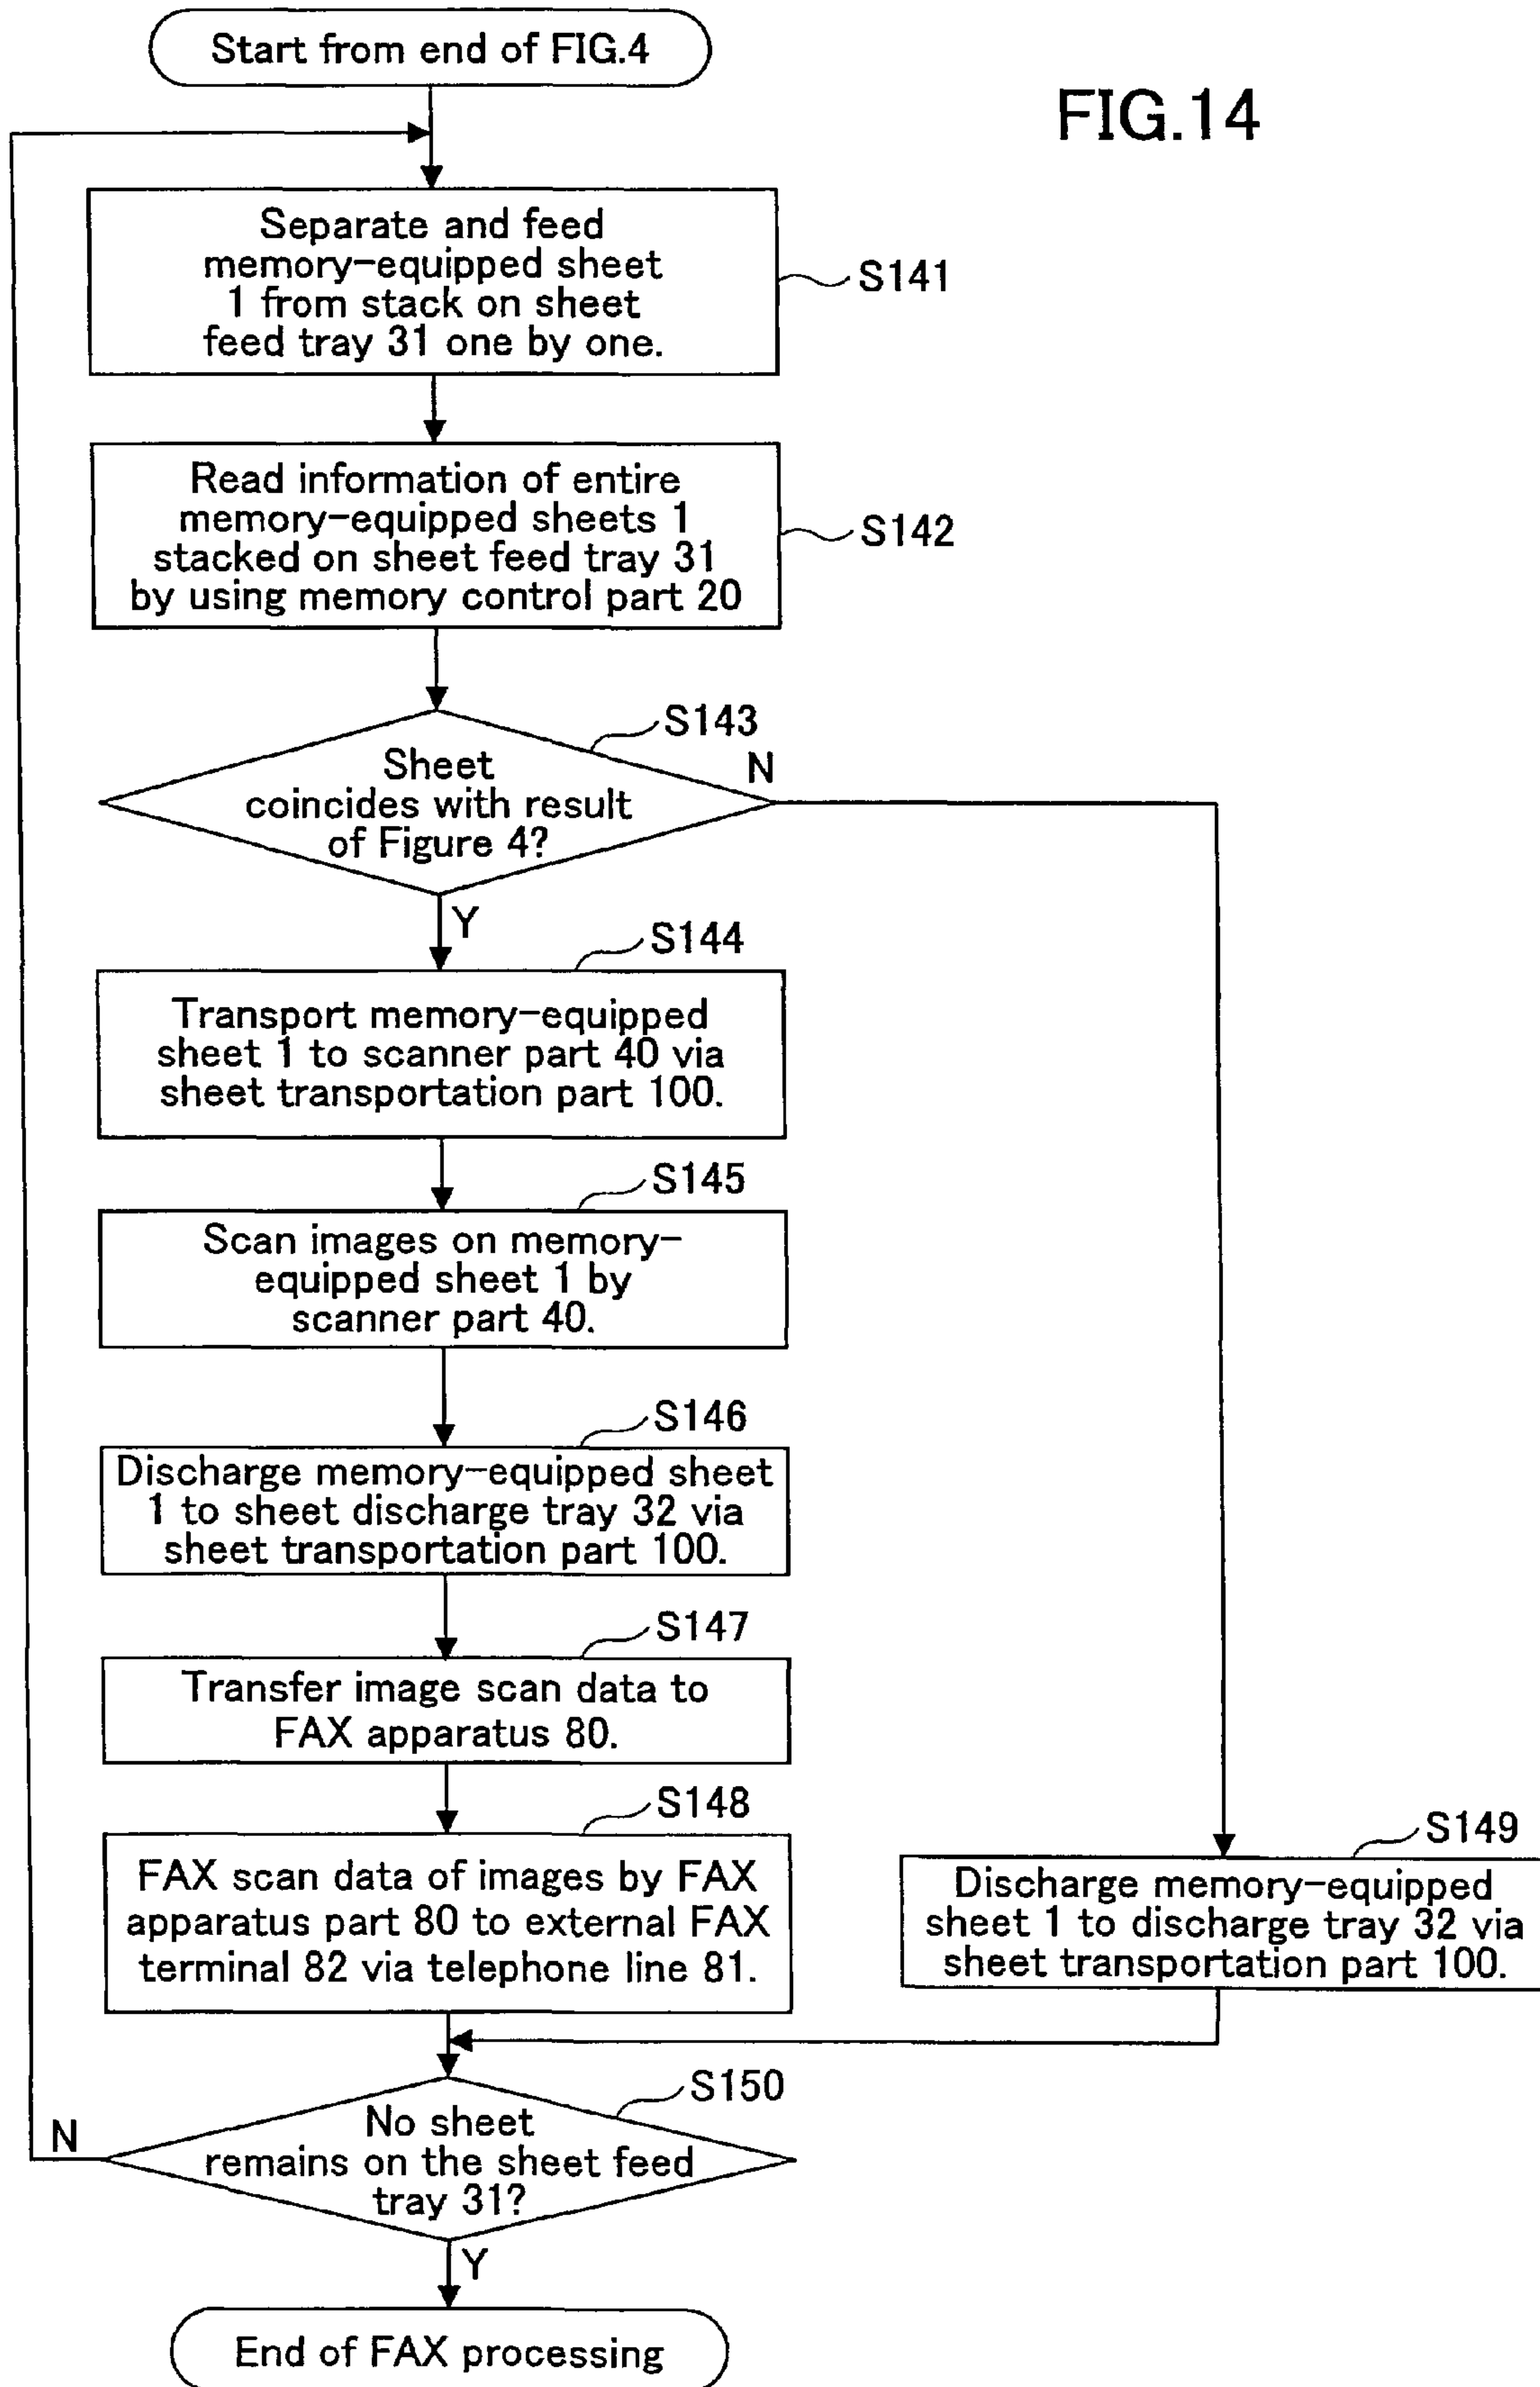 Start from end of FIG.4
FIG.14
Separate and feed
memory-equipped sheet
1 from stack on sheet
feed tray 31 one by one.
S141
Read information of entire
memory-equipped sheets 1
stacked on sheet feed tray 31
by using memory control part 20
S142
S143
Sheet
coincides with result
of Figure 4?
N
Y
S144
Transport memory-equipped
sheet 1 to scanner part 40 via
sheet transportation part 100.
S145
Scan images on memory-
equipped sheet 1 by
scanner part 40.
S146
Discharge memory-equipped sheet
1 to sheet discharge tray 32 via
sheet transportation part 100.
S147
Transfer image scan data to
FAX apparatus 80.
S148
FAX scan data of images by FAX
apparatus part 80 to external FAX
terminal 82 via telephone line 81.
S149
Discharge memory-equipped
sheet 1 to discharge tray 32 via
sheet transportation part 100.
S150
No sheet
remains on the sheet feed
tray 31?
N
Y
End of FAX processing